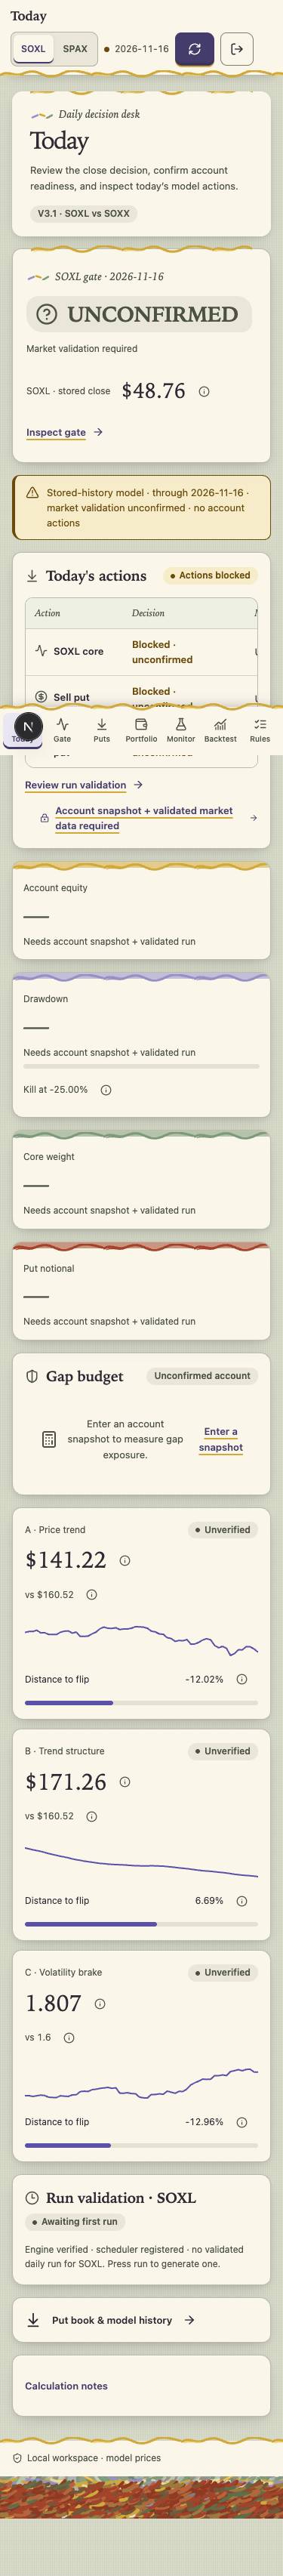 Today
SOXL SPAX 2026-11-16
Daily decision desk
Today
Review the close decision, confirm account
readiness, and inspect today's model actions.
V3.1 · SOXL vs SOXX
SOXL gate · 2026-11-16
UNCONFIRMED
Market validation required
SOXL · stored close $48.76
Inspect gate
Stored-history model · through 2026-11-16 ·
market validation unconfirmed · no account
actions
Today's actions Actions blocked
Action Decision
SOXL core Blocked ·
unconfirmed
Sell put Blocked ·
unconfirmed
N
Today Gate Puts Portfolio Monitor Backtest Rules
put unconfirmed
Review run validation
Account snapshot + validated market
data required
Account equity
—
Needs account snapshot + validated run
Drawdown
—
Needs account snapshot + validated run
Kill at -25.00%
Core weight
—
Needs account snapshot + validated run
Put notional
—
Needs account snapshot + validated run
Gap budget Unconfirmed account
Enter an account
snapshot to measure gap
exposure.
Enter a
snapshot
A · Price trend Unverified
$141.22
vs $160.52
Distance to flip -12.02%
B · Trend structure Unverified
$171.26
vs $160.52
Distance to flip 6.69%
C · Volatility brake Unverified
1.807
vs 1.6
Distance to flip -12.96%
Run validation · SOXL
Awaiting first run
Engine verified · scheduler registered · no validated
daily run for SOXL. Press run to generate one.
Put book & model history
Calculation notes
Local workspace · model prices